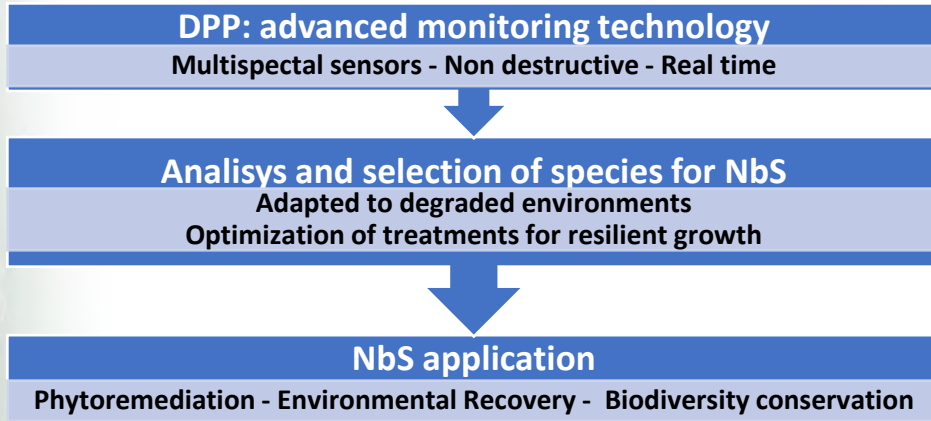 DPP: advanced monitoring technology
Multispectal sensors - Non destructive - Real time
Analisys and selection of species for NbS
Adapted to degraded environments
Optimization of treatments for resilient growth
NbS application
Phytoremediation - Environmental Recovery - Biodiversity conservation